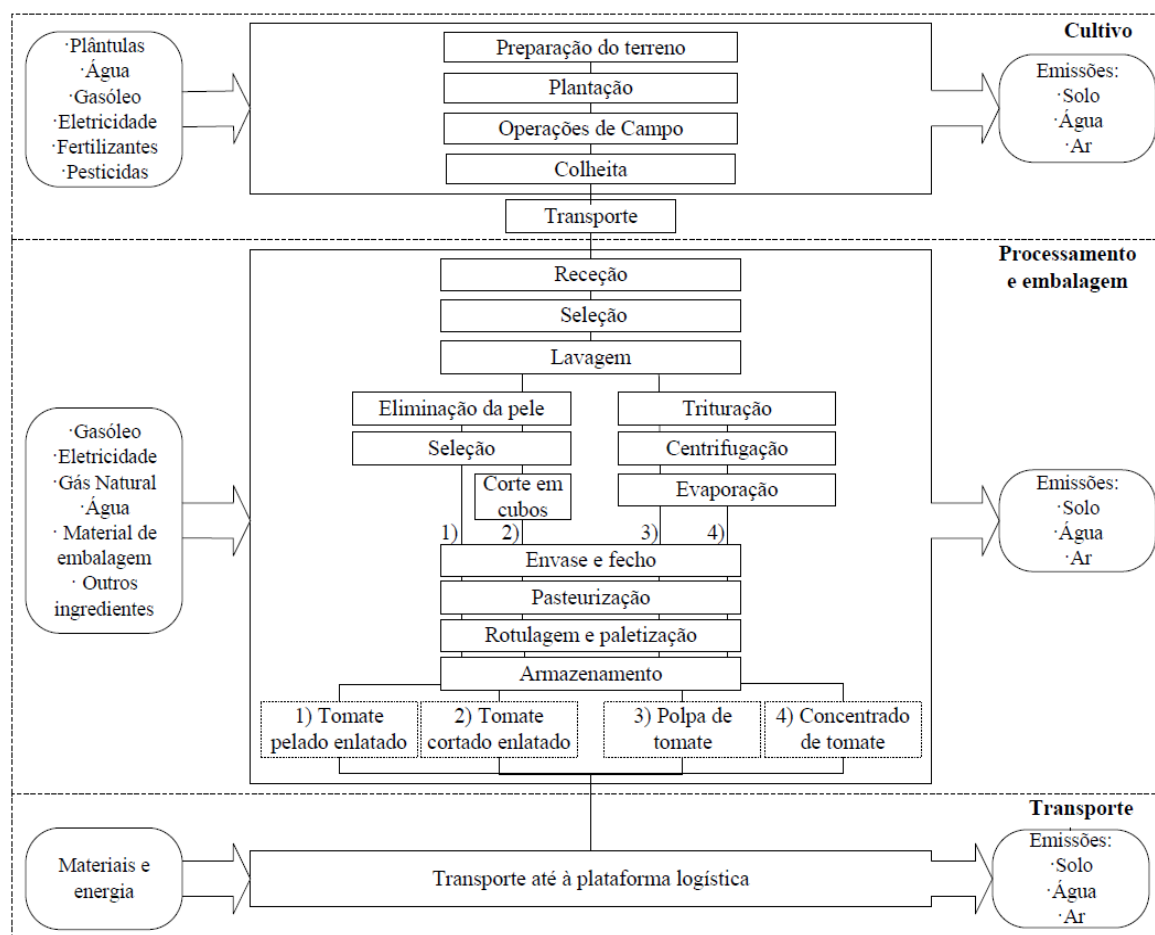 Cultivo
·Plântulas
·Água
·Gasóleo
·Eletricidade
·Fertilizantes
·Pesticidas
Preparação do terreno
Plantação
Operações de Campo
Colheita
Emissões:
·Solo
·Água
·Ar
Transporte
Processamento
e embalagem
·Gasóleo
·Eletricidade
·Gás Natural
·Água
· Material de
embalagem
· Outros
ingredientes
Receção
Seleção
Lavagem
Eliminação da pele
Trituração
Seleção
Centrifugação
Corte em
cubos
Evaporação
1)
2)
3)
4)
Envase e fecho
Pasteurização
Rotulagem e paletização
Armazenamento
1) Tomate
pelado enlatado
2) Tomate
cortado enlatado
3) Polpa de
tomate
4) Concentrado
de tomate
Emissões:
·Solo
·Água
·Ar
Transporte
Materiais e
energia
Transporte até à plataforma logística
Emissões:
·Solo
·Água
·Ar